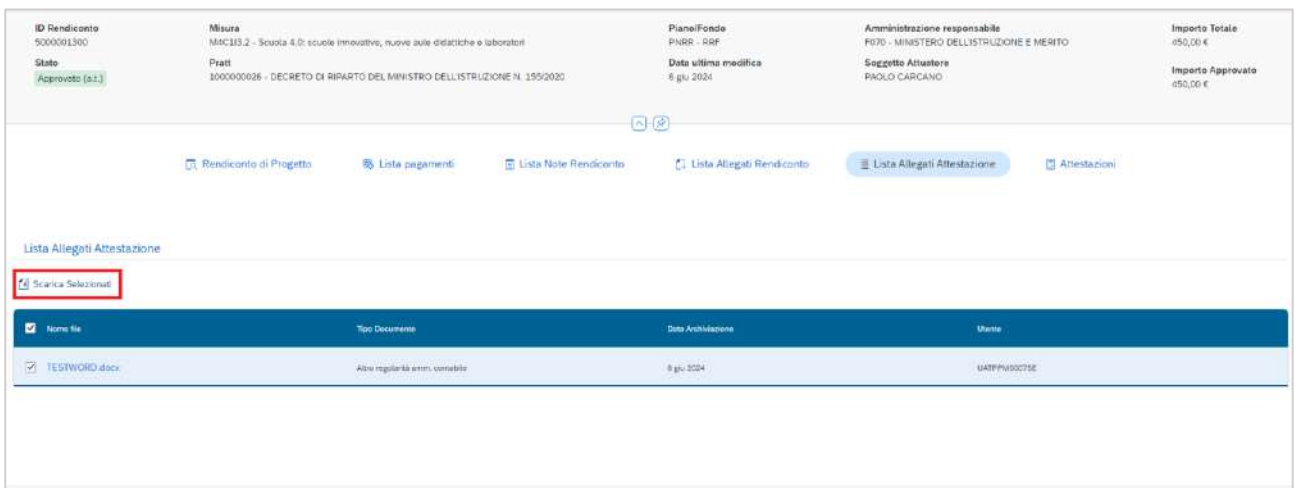 ID Rendiconto
5000001300
Stato
Approvato (a.t.)
Misura
M4C1I3.2 - Scuola 4.0: scuole innovative, nuove aule didattiche e laboratori
Pratt
1000000026 - DECRETO DI RIPARTO DEL MINISTRO DELL'ISTRUZIONE N. 155/2020
Piano/Fondo
PNRR - RRF
Data ultima modifica
6 giu 2024
Amministrazione responsabile
F070 - MINISTERO DELL'ISTRUZIONE E MERITO
Soggetto Attuatore
PAOLO CARCANO
Importo Totale
450,00 €
Importo Approvato
450,00 €
Rendiconto di Progetto Lista pagamenti Lista Note Rendiconto Lista Allegati Rendiconto Lista Allegati Attestazione Attestazioni
Lista Allegati Attestazione
Scarica Selezionati
Nome file Tipo Documento Data Archiviazione Utente
TESTWORD.docx Altro regolarità amm. contabile 6 giu 2024